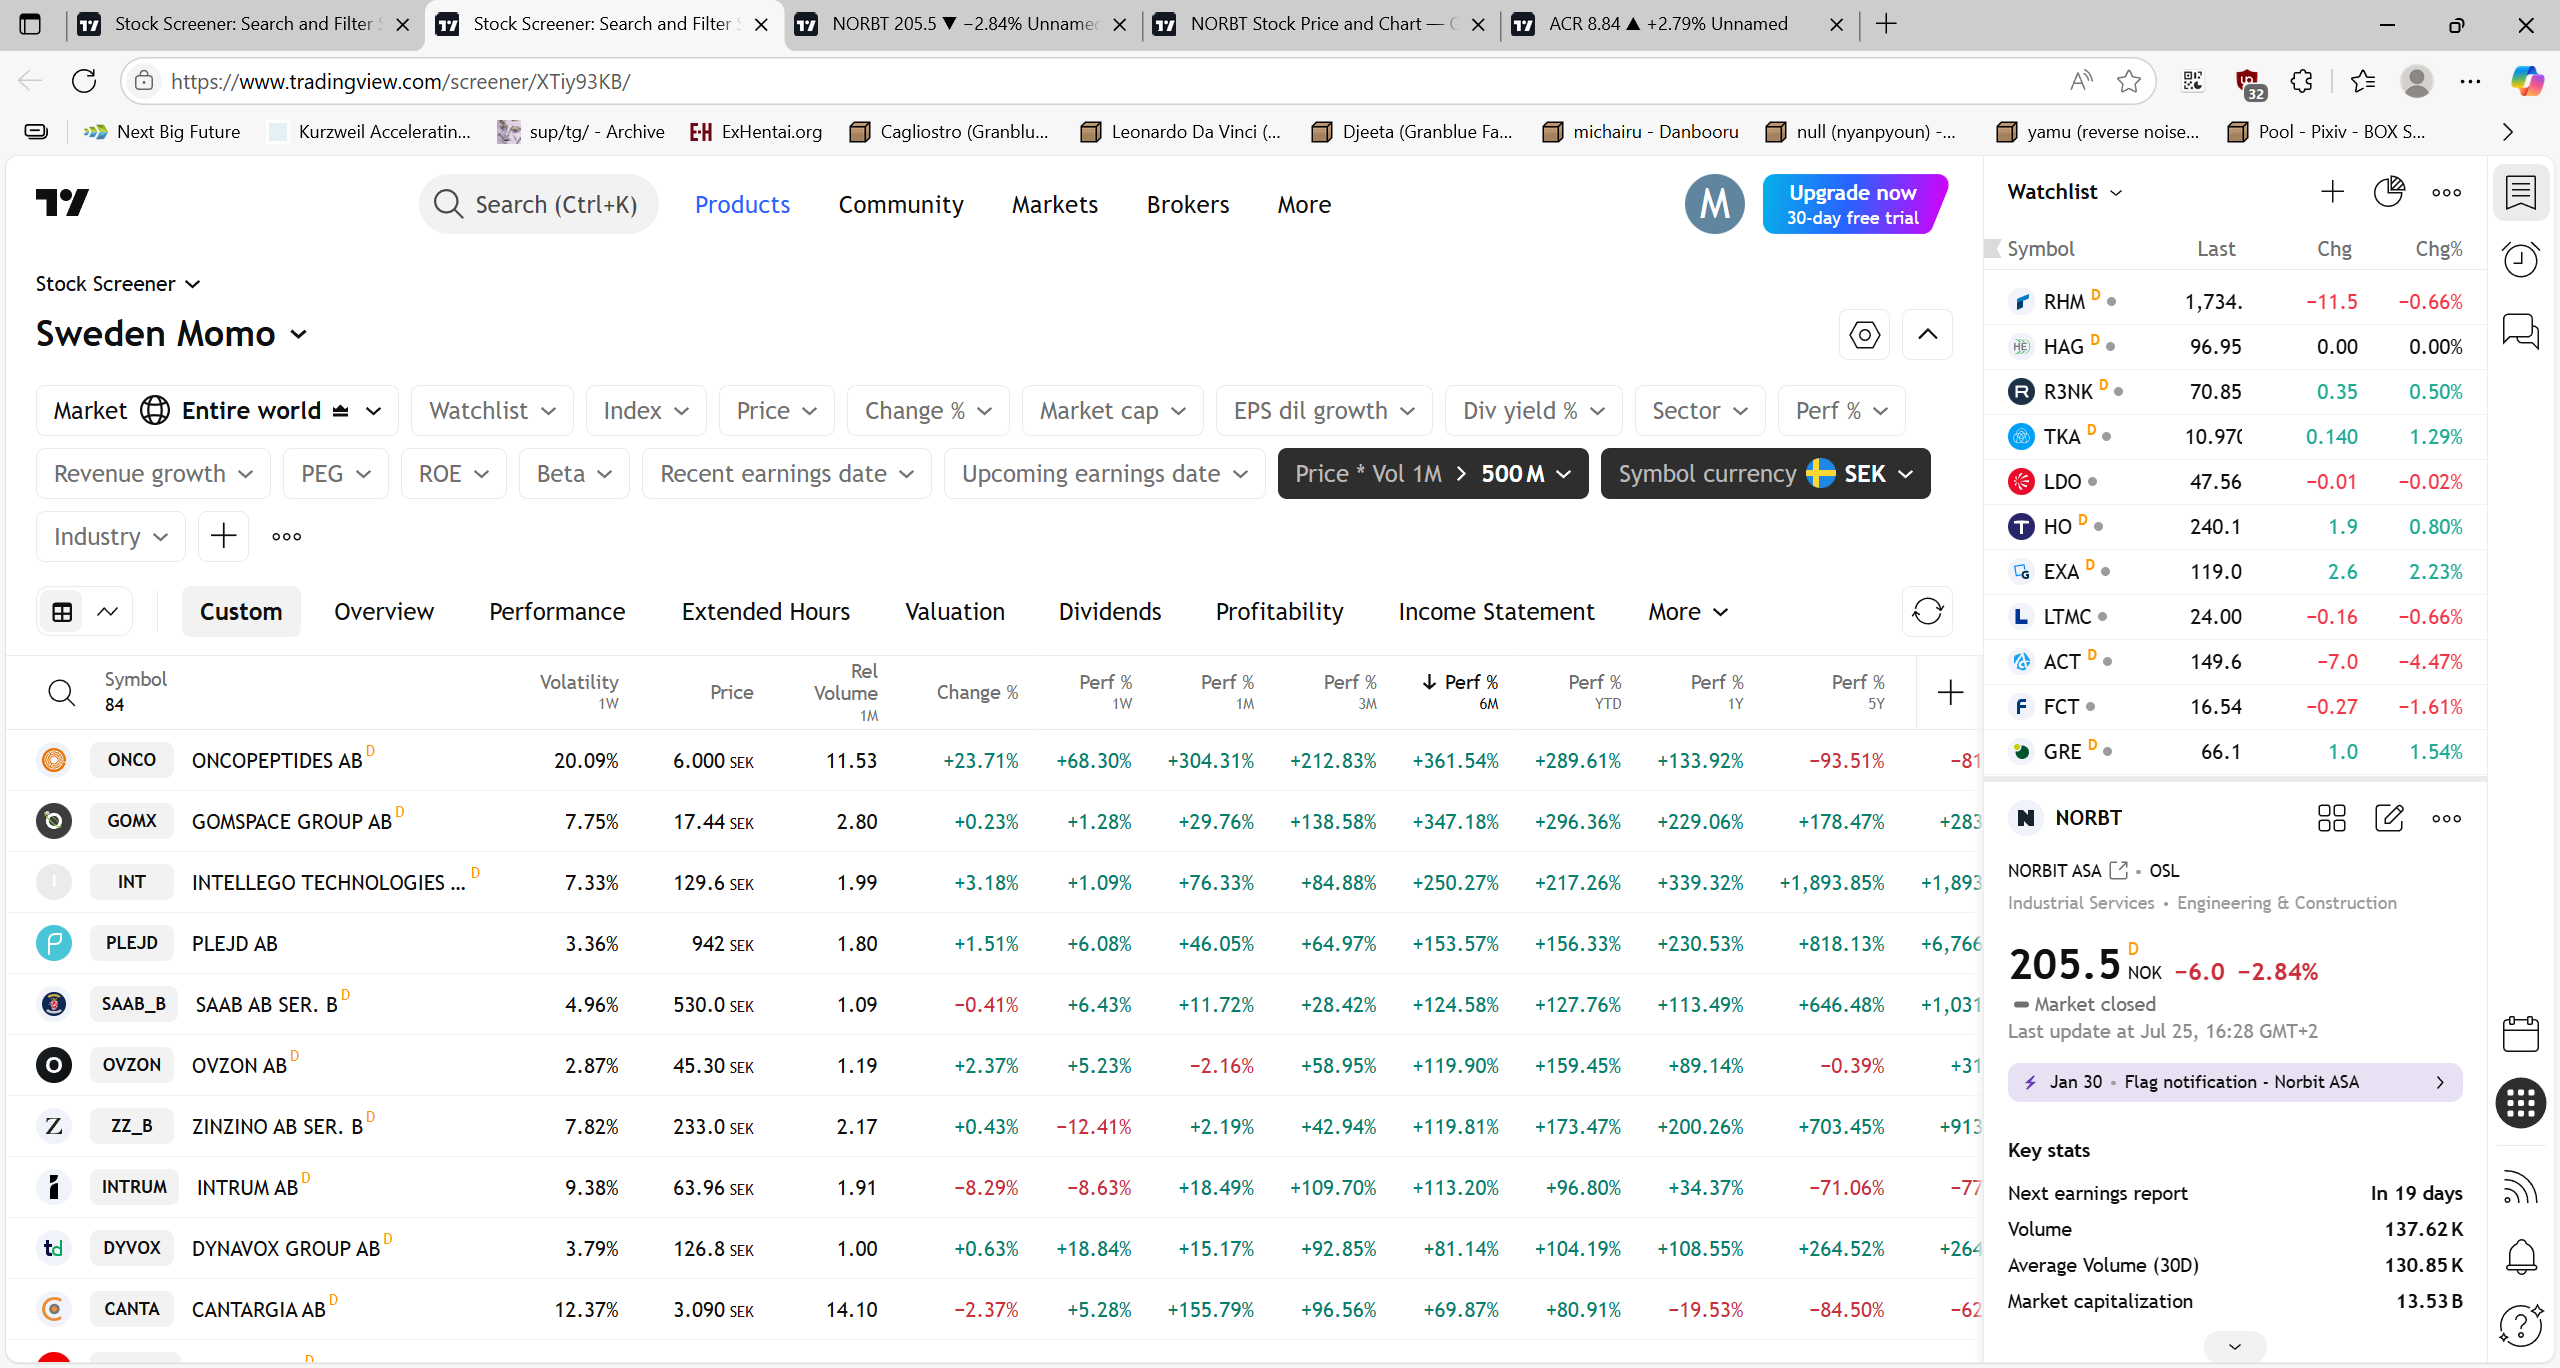 Stock Screener: Search and Filter S
Stock Screener: Search and Filter S
NORBT 205.5 ▼ −2.84% Unnamed
NORBT Stock Price and Chart — O
ACR 8.84 ▲ +2.79% Unnamed
https://www.tradingview.com/screener/XTiy93KB/
32
Next Big Future
Kurzweil Acceleratin...
sup/tg/ - Archive
ExHentai.org
Cagliostro (Granblu...
Leonardo Da Vinci (...
Djeeta (Granblue Fa...
michairu - Danbooru
null (nyanpyoun) -...
yamu (reverse noise...
Pool - Pixiv - BOX S...
Search (Ctrl+K)
Products
Community
Markets
Brokers
More
M
Upgrade now
30-day free trial
Stock Screener
Sweden Momo
Market Entire world
Watchlist
Index
Price
Change %
Market cap
EPS dil growth
Div yield %
Sector
Perf %
Revenue growth
PEG
ROE
Beta
Recent earnings date
Upcoming earnings date
Price * Vol 1M > 500 M
Symbol currency SEK
Industry
Custom
Overview
Performance
Extended Hours
Valuation
Dividends
Profitability
Income Statement
More
Symbol 84 Volatility 1W Price Rel Volume 1M Change % Perf % 1W Perf % 1M Perf % 3M ↓ Perf % 6M Perf % YTD Perf % 1Y Perf % 5Y
ONCO ONCOPEPTIDES AB D 20.09% 6.000 SEK 11.53 +23.71% +68.30% +304.31% +212.83% +361.54% +289.61% +133.92% −93.51% −81
GOMX GOMSPACE GROUP AB D 7.75% 17.44 SEK 2.80 +0.23% +1.28% +29.76% +138.58% +347.18% +296.36% +229.06% +178.47% +283
INT INTELLEGO TECHNOLOGIES ... D 7.33% 129.6 SEK 1.99 +3.18% +1.09% +76.33% +84.88% +250.27% +217.26% +339.32% +1,893.85% +1,893
PLEJD PLEJD AB 3.36% 942 SEK 1.80 +1.51% +6.08% +46.05% +64.97% +153.57% +156.33% +230.53% +818.13% +6,766
SAAB_B SAAB AB SER. B D 4.96% 530.0 SEK 1.09 −0.41% +6.43% +11.72% +28.42% +124.58% +127.76% +113.49% +646.48% +1,031
OVZON OVZON AB D 2.87% 45.30 SEK 1.19 +2.37% +5.23% −2.16% +58.95% +119.90% +159.45% +89.14% −0.39% +31
ZZ_B ZINZINO AB SER. B D 7.82% 233.0 SEK 2.17 +0.43% −12.41% +2.19% +42.94% +119.81% +173.47% +200.26% +703.45% +913
INTRUM INTRUM AB D 9.38% 63.96 SEK 1.91 −8.29% −8.63% +18.49% +109.70% +113.20% +96.80% +34.37% −71.06% −77
DYVOX DYNAVOX GROUP AB D 3.79% 126.8 SEK 1.00 +0.63% +18.84% +15.17% +92.85% +81.14% +104.19% +108.55% +264.52% +264
CANTA CANTARGIA AB D 12.37% 3.090 SEK 14.10 −2.37% +5.28% +155.79% +96.56% +69.87% +80.91% −19.53% −84.50% −62
Watchlist
Symbol Last Chg Chg%
RHM D 1,734. −11.5 −0.66%
HAG D 96.95 0.00 0.00%
R3NK D 70.85 0.35 0.50%
TKA D 10.970 0.140 1.29%
LDO 47.56 −0.01 −0.02%
HO D 240.1 1.9 0.80%
EXA D 119.0 2.6 2.23%
LTMC 24.00 −0.16 −0.66%
ACT D 149.6 −7.0 −4.47%
FCT 16.54 −0.27 −1.61%
GRE D 66.1 1.0 1.54%
NORBT
NORBIT ASA • OSL
Industrial Services • Engineering & Construction
205.5 D NOK −6.0 −2.84%
Market closed
Last update at Jul 25, 16:28 GMT+2
Jan 30 • Flag notification - Norbit ASA
Key stats
Next earnings report In 19 days
Volume 137.62 K
Average Volume (30D) 130.85 K
Market capitalization 13.53 B